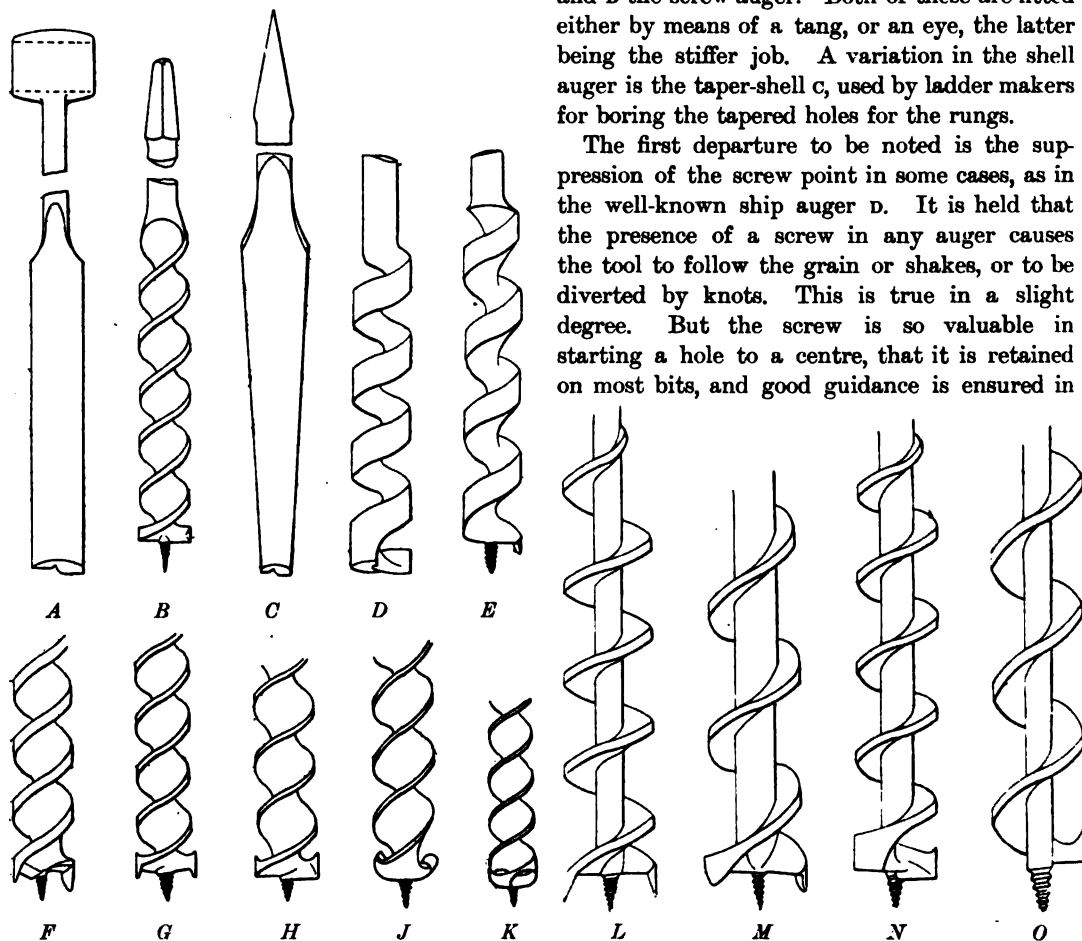 and B the screw auger. Both of these are fitted
either by means of a tang, or an eye, the latter
being the stiffer job. A variation in the shell
auger is the taper-shell C, used by ladder makers
for boring the tapered holes for the rungs.
The first departure to be noted is the sup-
pression of the screw point in some cases, as in
the well-known ship auger D. It is held that
the presence of a screw in any auger causes
the tool to follow the grain or shakes, or to be
diverted by knots. This is true in a slight
degree. But the screw is so valuable in
starting a hole to a centre, that it is retained
on most bits, and good guidance is ensured in
A B C D E
F G H J K L M N O